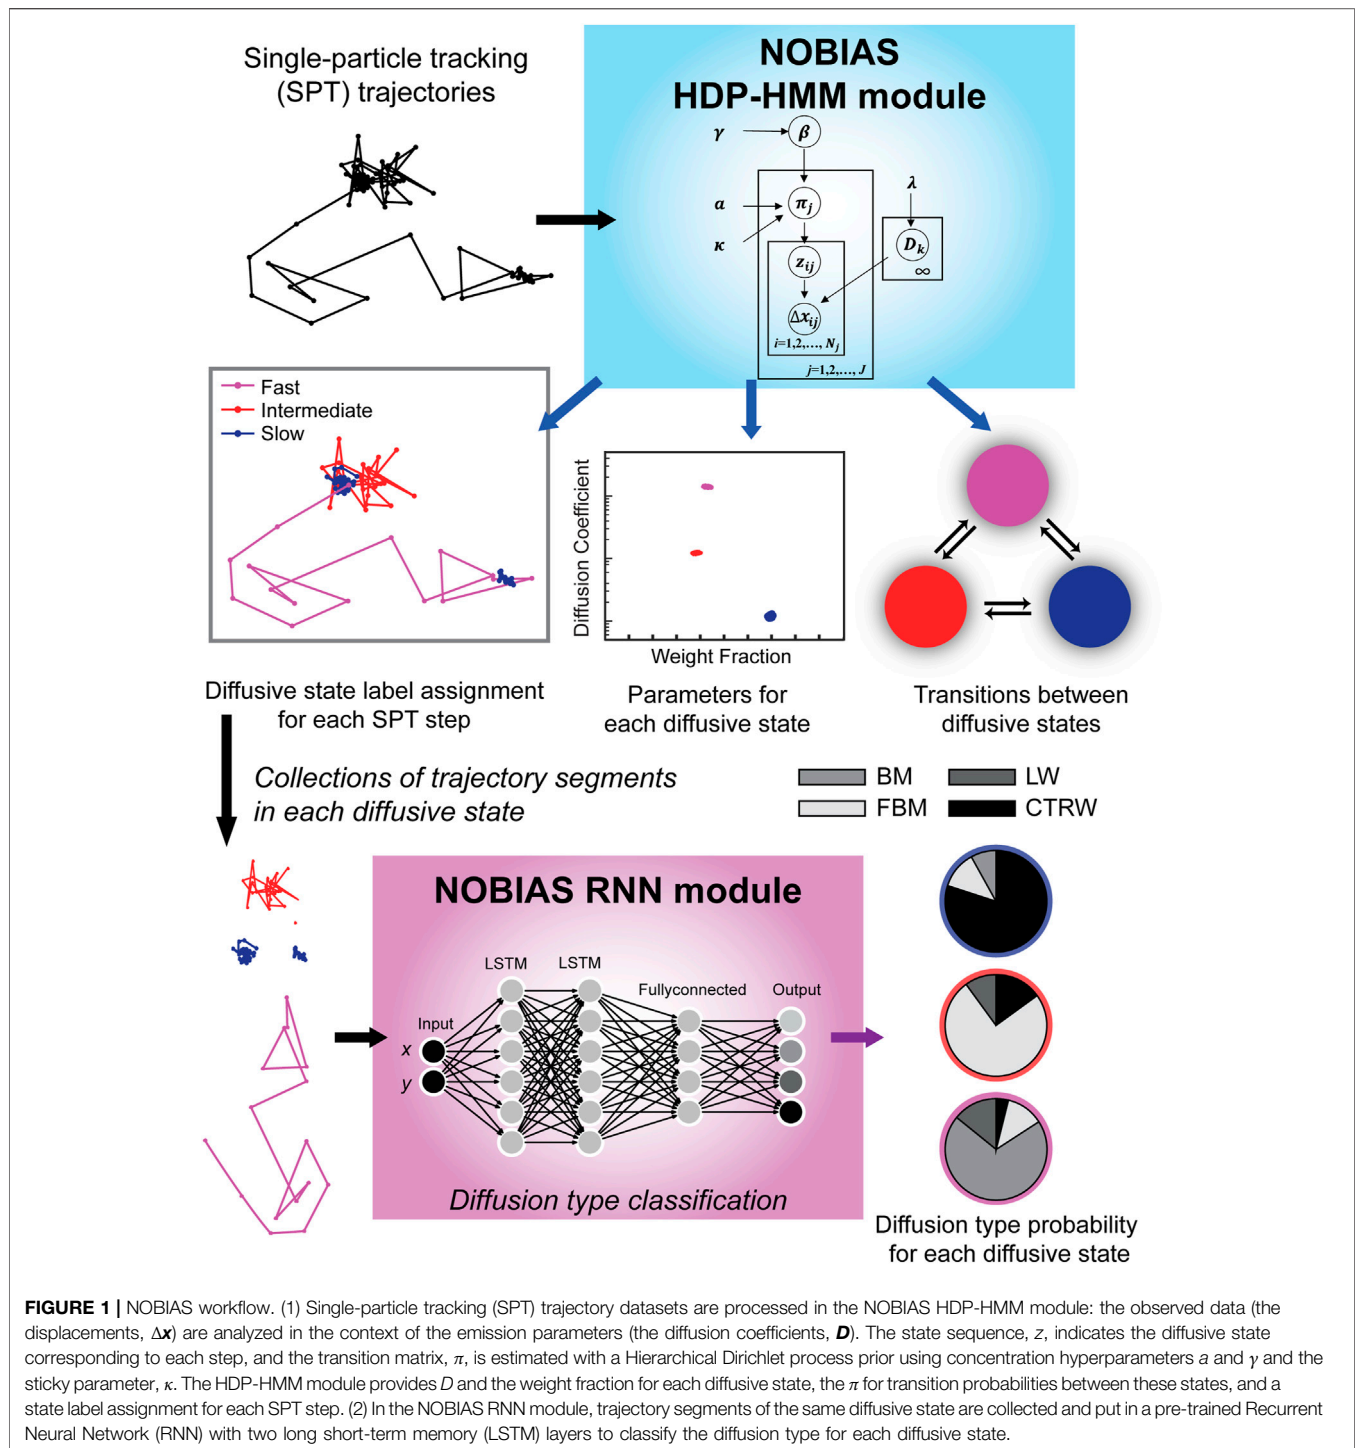 Single-particle tracking
(SPT) trajectories
NOBIAS
HDP-HMM module
γ
β
a
π_j
κ
λ
z_ij
D_k
∞
Δx_ij
i=1,2,..., N_j
j=1,2,..., J
Fast
Intermediate
Slow
Diffusion Coefficient
Weight Fraction
Diffusive state label assignment
for each SPT step
Parameters for
each diffusive state
Transitions between
diffusive states
Collections of trajectory segments
in each diffusive state
BM
LW
FBM
CTRW
NOBIAS RNN module
LSTM
LSTM
Fullyconnected
Output
Input
x
y
Diffusion type classification
Diffusion type probability
for each diffusive state
FIGURE 1 | NOBIAS workflow. (1) Single-particle tracking (SPT) trajectory datasets are processed in the NOBIAS HDP-HMM module: the observed data (the
displacements, Δx) are analyzed in the context of the emission parameters (the diffusion coefficients, D). The state sequence, z, indicates the diffusive state
corresponding to each step, and the transition matrix, π, is estimated with a Hierarchical Dirichlet process prior using concentration hyperparameters a and γ and the
sticky parameter, κ. The HDP-HMM module provides D and the weight fraction for each diffusive state, the π for transition probabilities between these states, and a
state label assignment for each SPT step. (2) In the NOBIAS RNN module, trajectory segments of the same diffusive state are collected and put in a pre-trained Recurrent
Neural Network (RNN) with two long short-term memory (LSTM) layers to classify the diffusion type for each diffusive state.